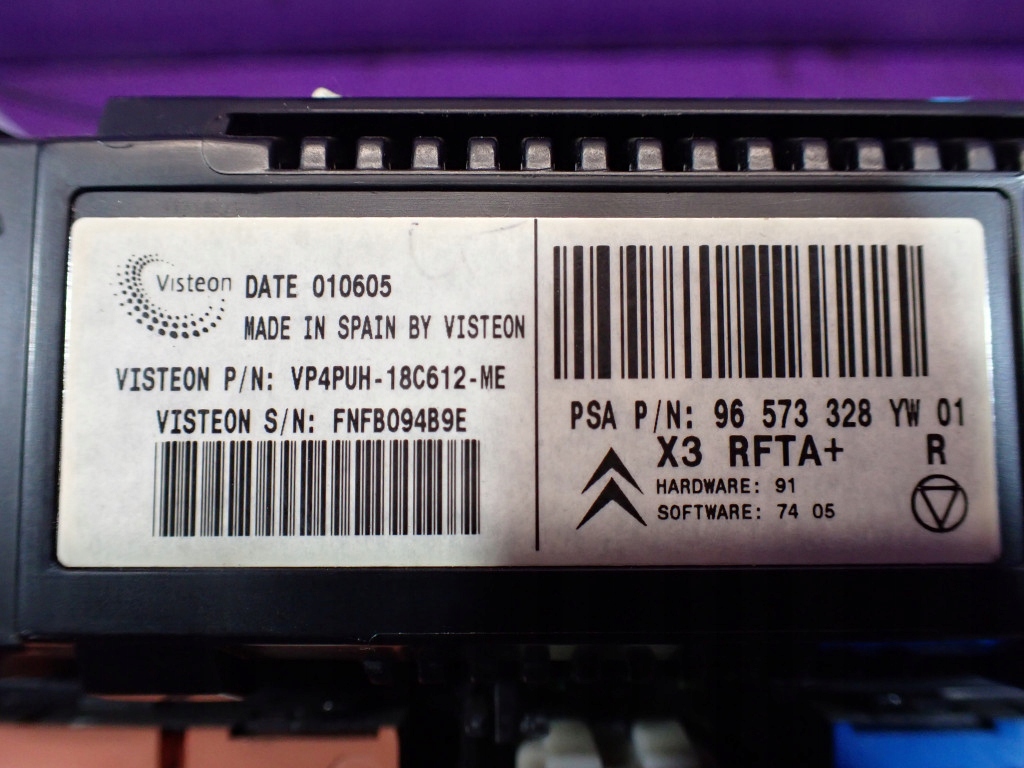 Visteon
DATE 010605
MADE IN SPAIN BY VISTEON
VISTEON P/N: VP4PUH-18C612-ME
VISTEON S/N: FNFB094B9E
PSA P/N: 96 573 328 YW 01
X3 RFTA+ R
HARDWARE: 91
SOFTWARE: 74 05